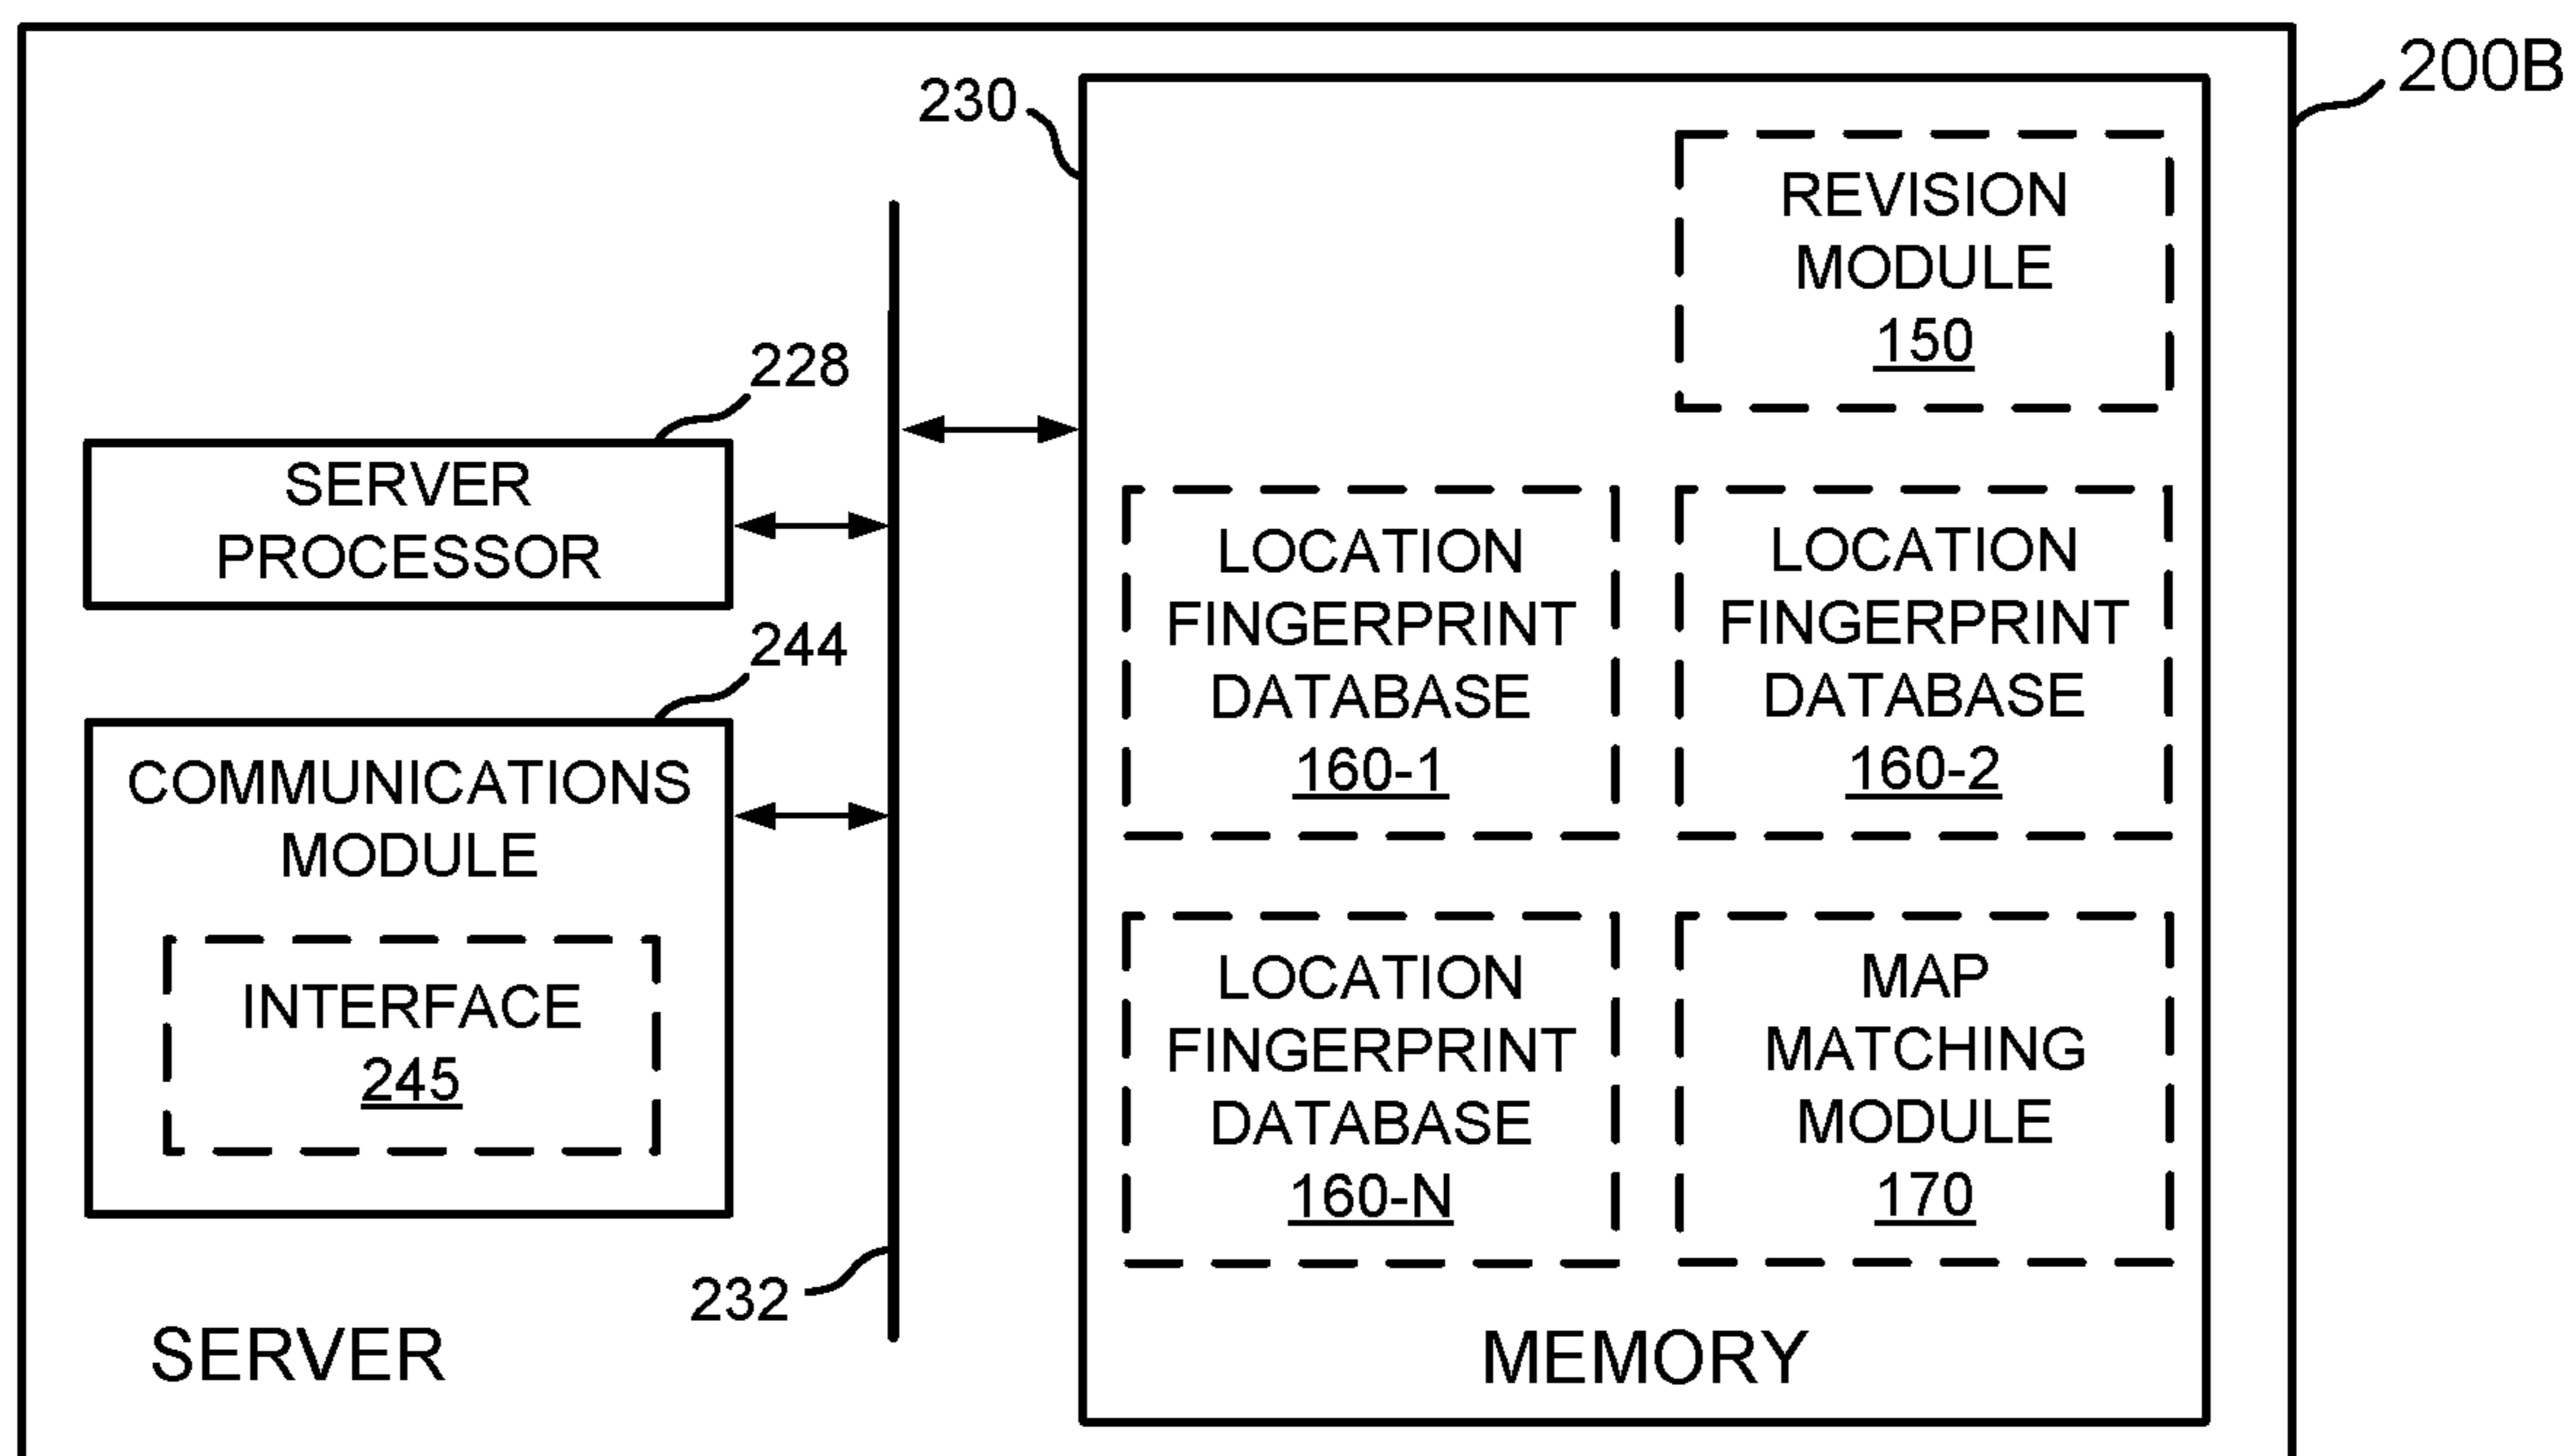 200B
230
REVISION
MODULE
150
228
SERVER
PROCESSOR
LOCATION
FINGERPRINT
DATABASE
160-1
LOCATION
FINGERPRINT
DATABASE
160-2
244
COMMUNICATIONS
MODULE
INTERFACE
245
LOCATION
FINGERPRINT
DATABASE
160-N
MAP
MATCHING
MODULE
170
232
SERVER
MEMORY